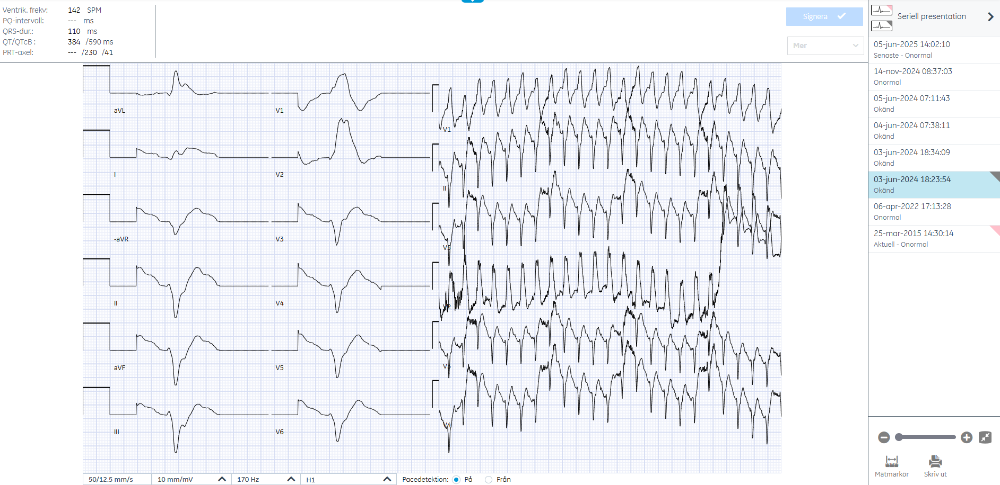 Ventrik. frekv: 142 SPM
PQ-intervall: --- ms
QRS-dur.: 110 ms
QT/QTcB : 384 /590 ms
PRT-axel: --- /230 /41
Signera
Mer
Seriell presentation
05-jun-2025 14:02:10
Senaste - Onormal
14-nov-2024 08:37:03
Onormal
05-jun-2024 07:11:43
Okänd
04-jun-2024 07:38:11
Okänd
03-jun-2024 18:34:09
Okänd
03-jun-2024 18:23:54
Okänd
06-apr-2022 17:13:28
Onormal
25-mar-2015 14:30:14
Aktuell - Onormal
aVL
V1
V1
I
V2
II
-aVR
V3
V5
II
V4
V2
aVF
V5
V3
III
V6
V4
50/12.5 mm/s
10 mm/mV
170 Hz
H1
Pacedetektion: På Från
Mätmarkör
Skriv ut